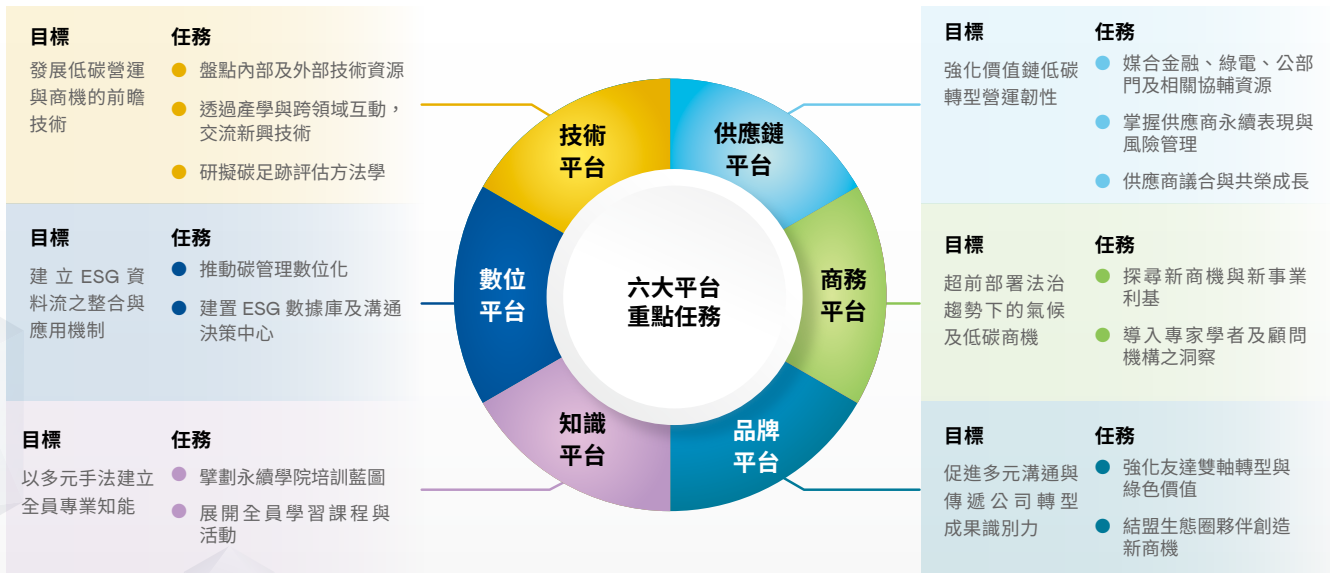 目標
任務
發展低碳營運
與商機的前瞻
技術
盤點內部及外部技術資源
透過產學與跨領域互動，
交流新興技術
研擬碳足跡評估方法學
目標
任務
建立 ESG 資
料流之整合與
應用機制
推動碳管理數位化
建置 ESG 數據庫及溝通
決策中心
目標
任務
以多元手法建立
全員專業知能
擘劃永續學院培訓藍圖
展開全員學習課程與
活動
技術
平台
供應鏈
平台
數位
平台
六大平台
重點任務
商務
平台
知識
平台
品牌
平台
目標
任務
強化價值鏈低碳
轉型營運韌性
媒合金融、綠電、公部
門及相關協輔資源
掌握供應商永續表現與
風險管理
供應商議合與共榮成長
目標
任務
超前部署法治
趨勢下的氣候
及低碳商機
探尋新商機與新事業
利基
導入專家學者及顧問
機構之洞察
目標
任務
促進多元溝通與
傳遞公司轉型
成果識別力
強化友達雙軸轉型與
綠色價值
結盟生態圈夥伴創造
新商機